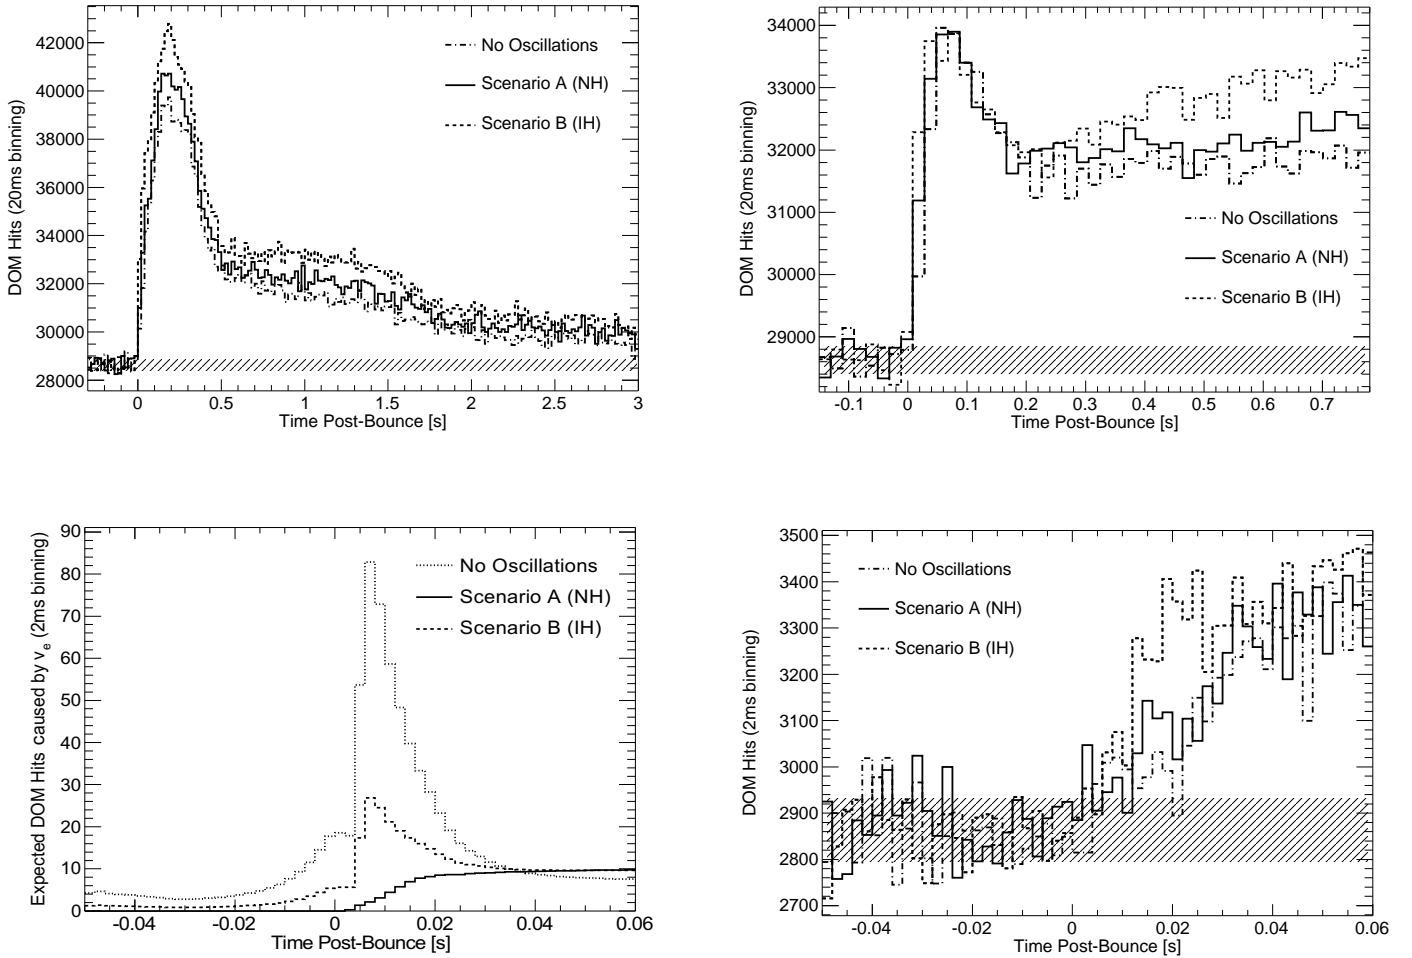 DOM Hits (20ms binning)
42000
40000
38000
36000
34000
32000
30000
28000
No Oscillations
Scenario A (NH)
Scenario B (IH)
0 0.5 1 1.5 2 2.5 3
Time Post-Bounce [s]
DOM Hits (20ms binning)
34000
33000
32000
31000
30000
29000
No Oscillations
Scenario A (NH)
Scenario B (IH)
-0.1 0 0.1 0.2 0.3 0.4 0.5 0.6 0.7
Time Post-Bounce [s]
Expected DOM Hits caused by νe (2ms binning)
90
80
70
60
50
40
30
20
10
0
No Oscillations
Scenario A (NH)
Scenario B (IH)
-0.04 -0.02 0 0.02 0.04 0.06
Time Post-Bounce [s]
DOM Hits (2ms binning)
3500
3400
3300
3200
3100
3000
2900
2800
2700
No Oscillations
Scenario A (NH)
Scenario B (IH)
-0.04 -0.02 0 0.02 0.04 0.06
Time Post-Bounce [s]